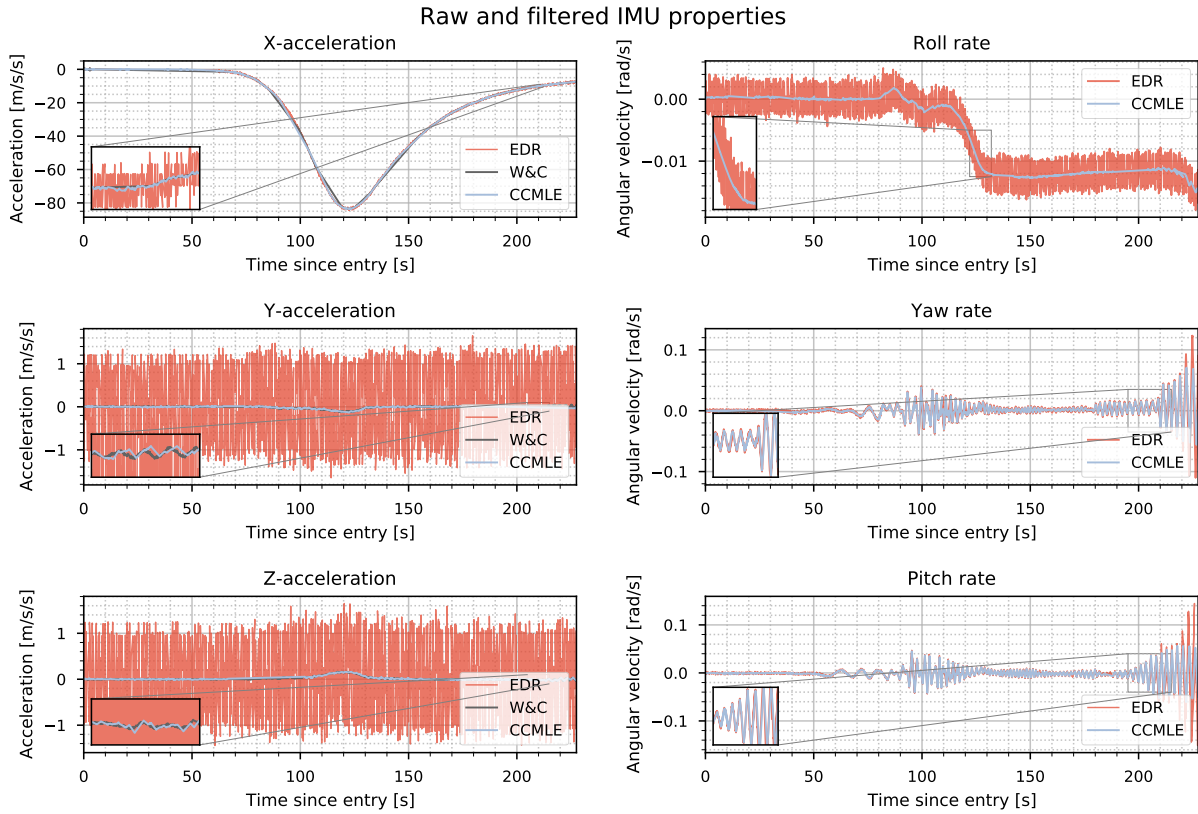 Raw and filtered IMU properties
X-acceleration
Acceleration [m/s/s]
0
−20
−40
−60
−80
EDR
W&C
CCMLE
0 50 100 150 200
Time since entry [s]
Roll rate
Angular velocity [rad/s]
0.00
−0.01
EDR
CCMLE
0 50 100 150 200
Time since entry [s]
Y-acceleration
Acceleration [m/s/s]
1
0
−1
EDR
W&C
CCMLE
0 50 100 150 200
Time since entry [s]
Yaw rate
Angular velocity [rad/s]
0.1
0.0
−0.1
EDR
CCMLE
0 50 100 150 200
Time since entry [s]
Z-acceleration
Acceleration [m/s/s]
1
0
−1
EDR
W&C
CCMLE
0 50 100 150 200
Time since entry [s]
Pitch rate
Angular velocity [rad/s]
0.1
0.0
−0.1
EDR
CCMLE
0 50 100 150 200
Time since entry [s]